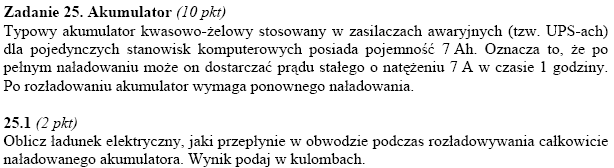 Zadanie 25. Akumulator (10 pkt)
Typowy akumulator kwasowo-żelowy stosowany w zasilaczach awaryjnych (tzw. UPS-ach)
dla pojedynczych stanowisk komputerowych posiada pojemność 7 Ah. Oznacza to, że po
pełnym naładowaniu może on dostarczać prądu stałego o natężeniu 7 A w czasie 1 godziny.
Po rozładowaniu akumulator wymaga ponownego naładowania.
25.1 (2 pkt)
Oblicz ładunek elektryczny, jaki przepłynie w obwodzie podczas rozładowywania całkowicie
naładowanego akumulatora. Wynik podaj w kulombach.